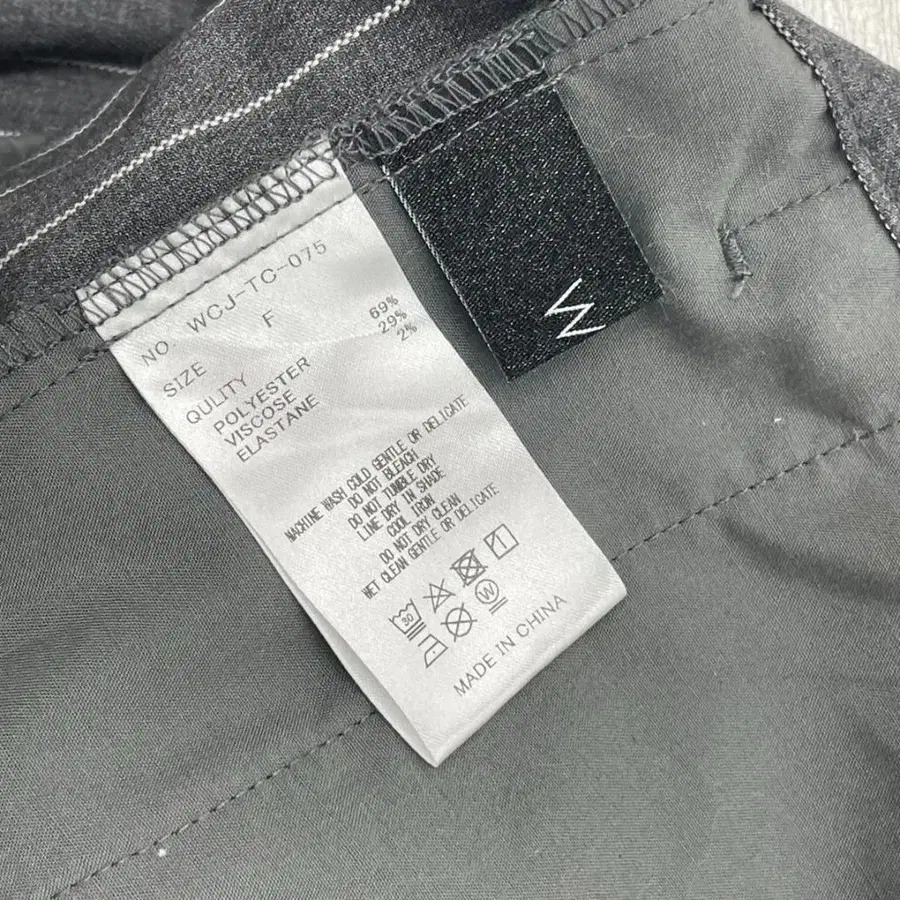 NO. WCJ-TC-075
SIZE F
QULITY
POLYESTER 69%
VISCOSE 29%
ELASTANE 2%
MACHINE WASH COLD GENTLE OR DELICATE
DO NOT BLEACH
DO NOT TUMBLE DRY
LINE DRY IN SHADE
COOL IRON
DO NOT DRY CLEAN
WET CLEAN GENTLE OR DELICATE
30
W
MADE IN CHINA
M